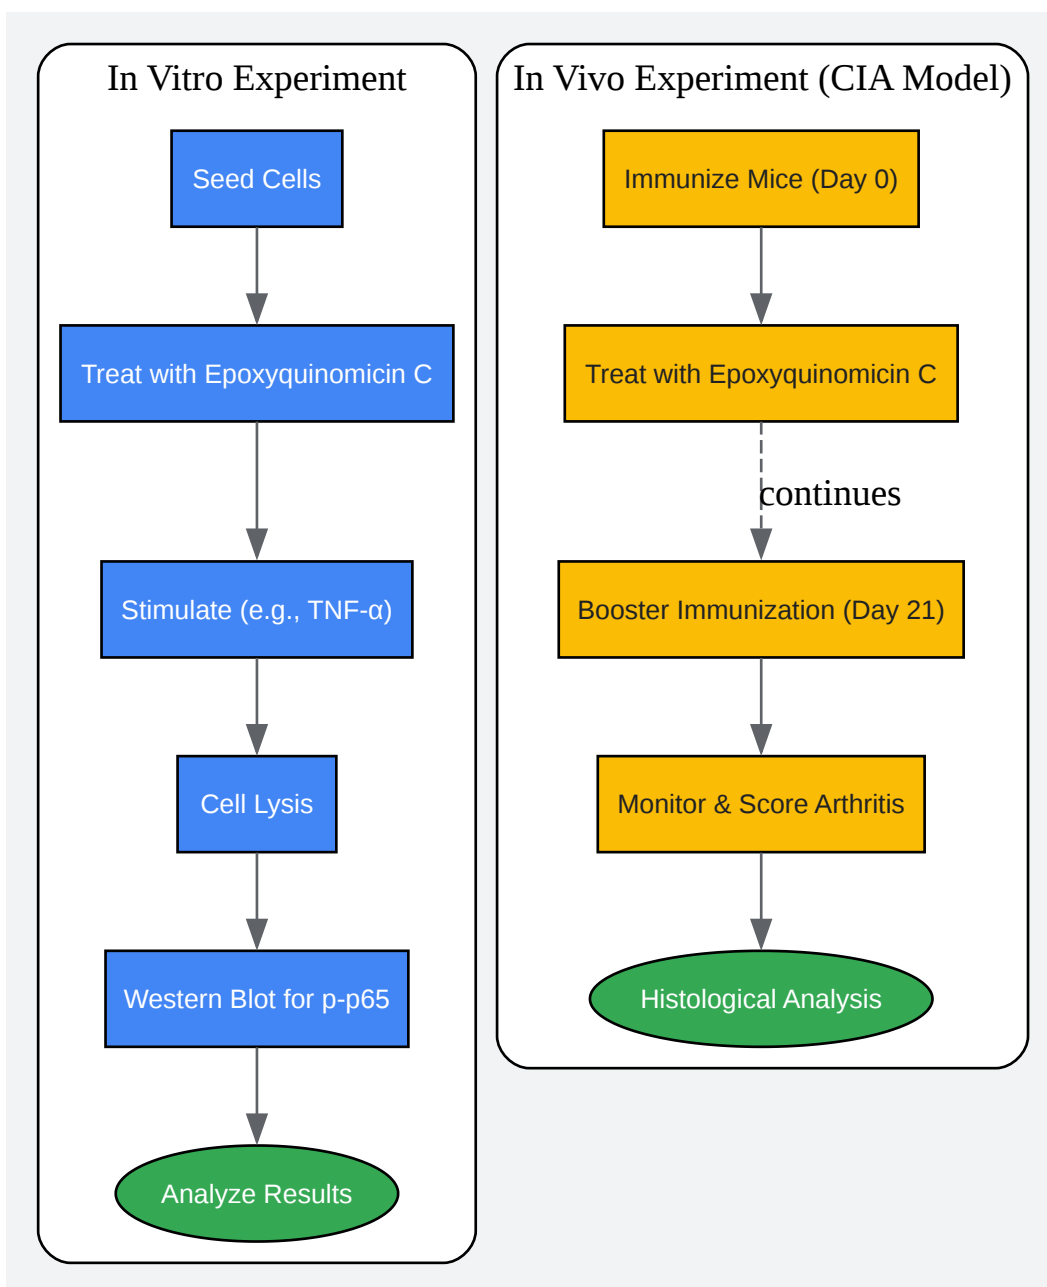 In Vitro Experiment
Seed Cells
Treat with Epoxyquinomicin C
Stimulate (e.g., TNF-α)
Cell Lysis
Western Blot for p-p65
Analyze Results
In Vivo Experiment (CIA Model)
Immunize Mice (Day 0)
Treat with Epoxyquinomicin C
continues
Booster Immunization (Day 21)
Monitor & Score Arthritis
Histological Analysis